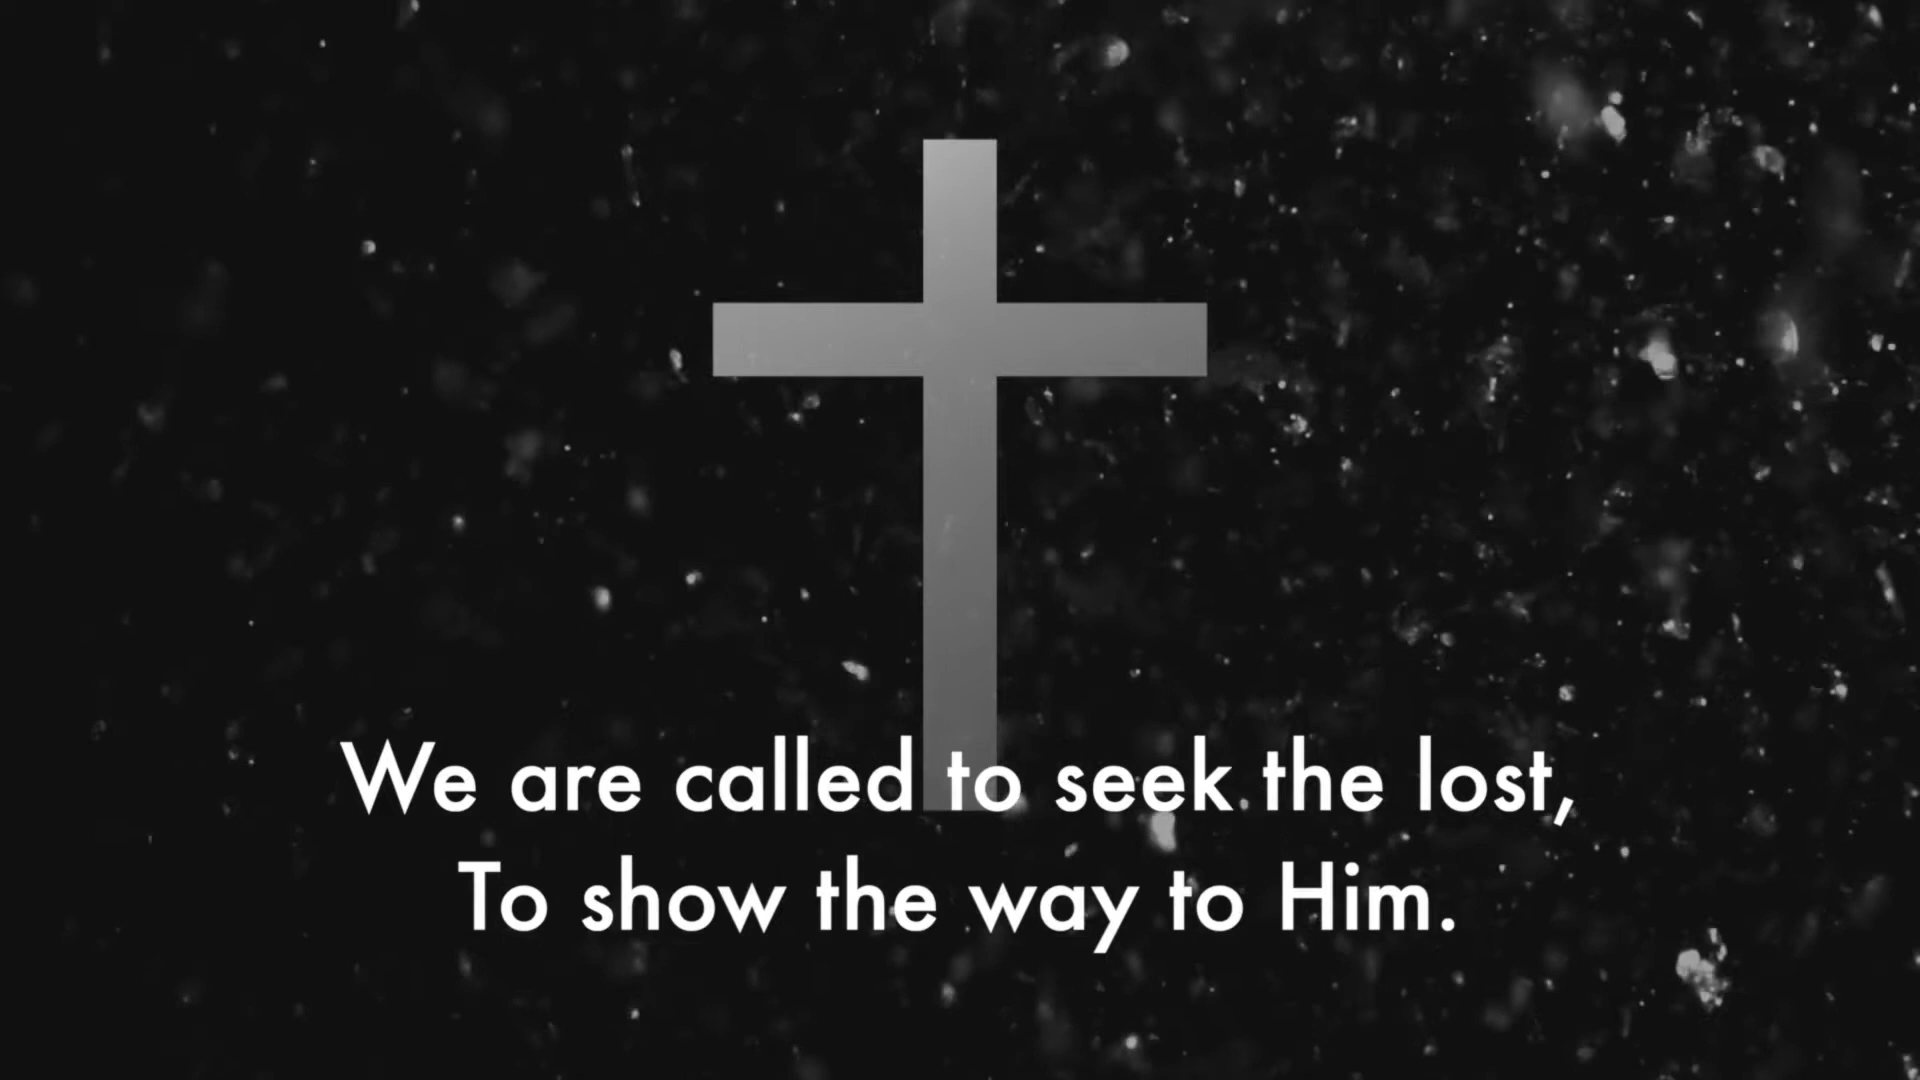 We are called to seek the lost,
To show the way to Him.